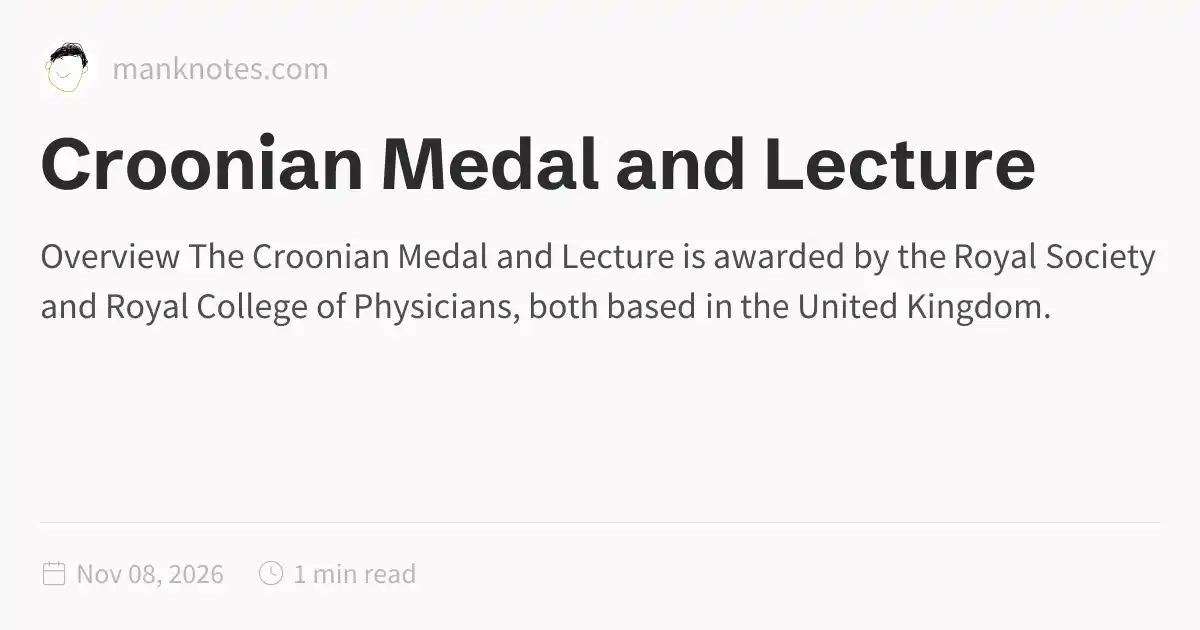 manknotes.com
Croonian Medal and Lecture
Overview The Croonian Medal and Lecture is awarded by the Royal Society
and Royal College of Physicians, both based in the United Kingdom.
Nov 08, 2026 1 min read